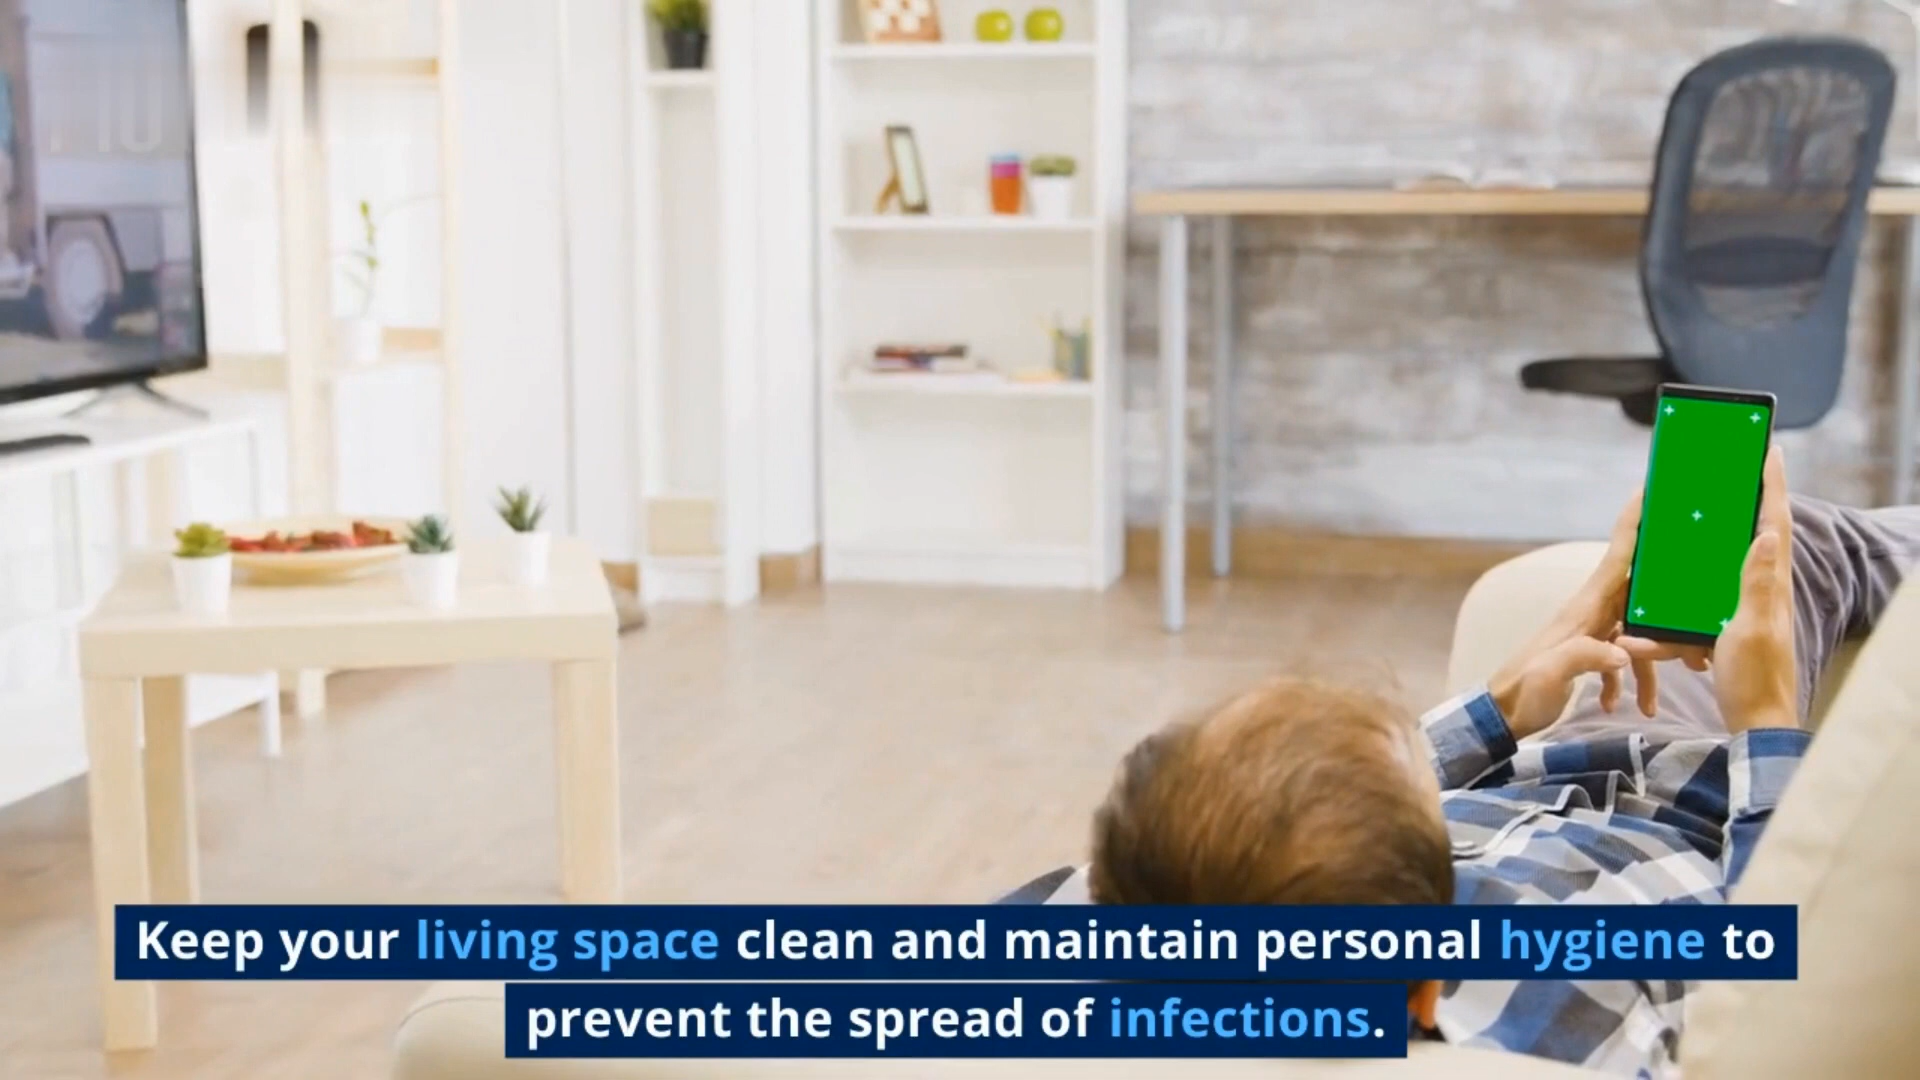 Keep your living space clean and maintain personal hygiene to
prevent the spread of infections.